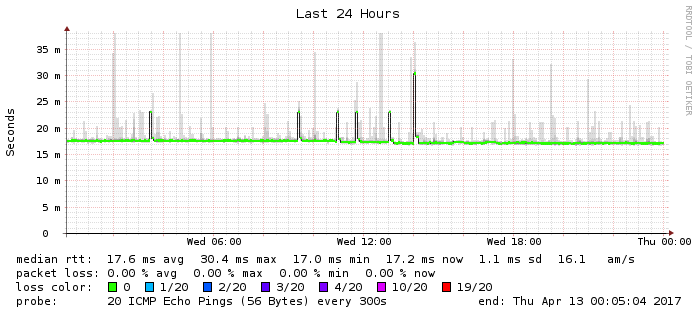 Last 24 Hours
RRDTOOL / TOBI OETIKER
Seconds
35 m
30 m
25 m
20 m
15 m
10 m
5 m
0
Wed 06:00 Wed 12:00 Wed 18:00 Thu 00:00
median rtt: 17.6 ms avg 30.4 ms max 17.0 ms min 17.2 ms now 1.1 ms sd 16.1 am/s
packet loss: 0.00 % avg 0.00 % max 0.00 % min 0.00 % now
loss color: 0 1/20 2/20 3/20 4/20 10/20 19/20
probe: 20 ICMP Echo Pings (56 Bytes) every 300s end: Thu Apr 13 00:05:04 2017